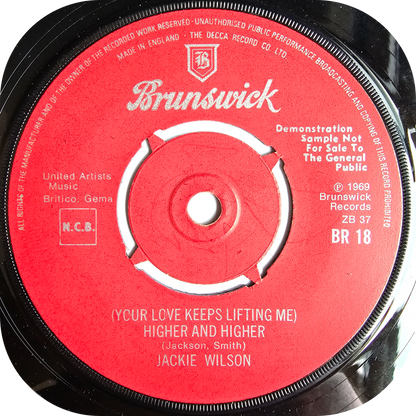 ALL RIGHTS OF THE MANUFACTURER AND OF THE OWNER OF THE RECORDED WORK RESERVED · UNAUTHORISED PUBLIC PERFORMANCE BROADCASTING AND COPYING OF THIS RECORD PROHIBITED
MADE IN ENGLAND · THE DECCA RECORD CO LTD ·
B
Brunswick
Demonstration
Sample Not
For Sale To
The General
Public
United Artists
Music
Britico, Gema
N.C.B.
℗ 1969
Brunswick
Records
ZB 37
BR 18
(YOUR LOVE KEEPS LIFTING ME)
HIGHER AND HIGHER
(Jackson, Smith)
JACKIE WILSON